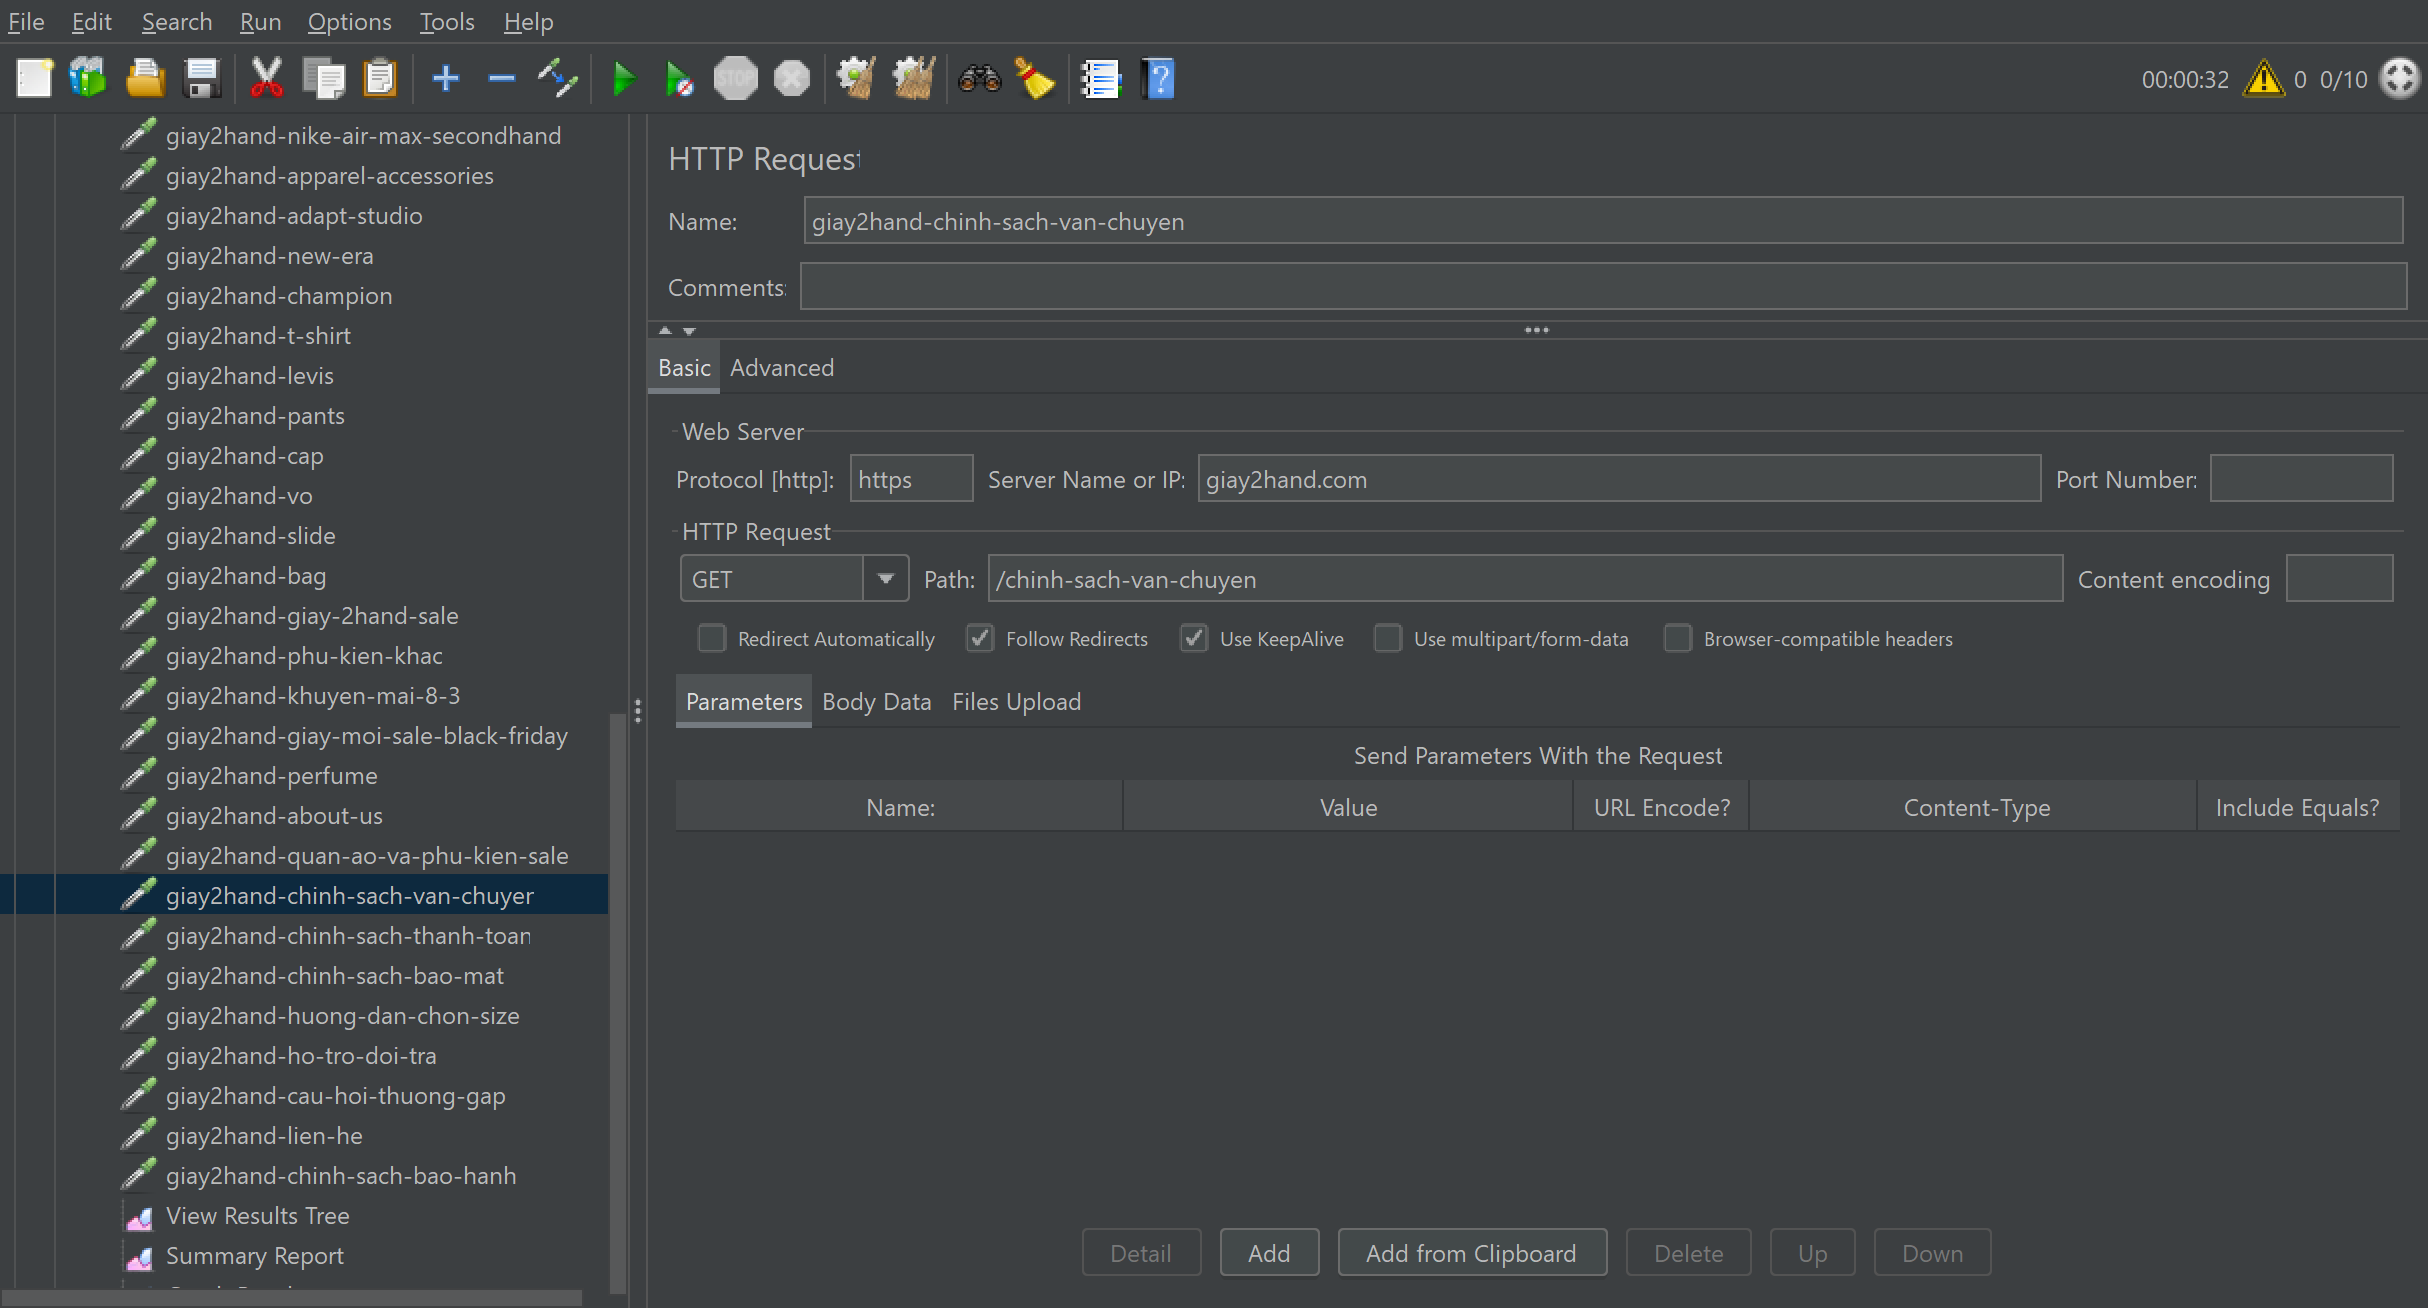 File Edit Search Run Options Tools Help
STOP
00:00:32 0 0/10
giay2hand-nike-air-max-secondhand
giay2hand-apparel-accessories
giay2hand-adapt-studio
giay2hand-new-era
giay2hand-champion
giay2hand-t-shirt
giay2hand-levis
giay2hand-pants
giay2hand-cap
giay2hand-vo
giay2hand-slide
giay2hand-bag
giay2hand-giay-2hand-sale
giay2hand-phu-kien-khac
giay2hand-khuyen-mai-8-3
giay2hand-giay-moi-sale-black-friday
giay2hand-perfume
giay2hand-about-us
giay2hand-quan-ao-va-phu-kien-sale
giay2hand-chinh-sach-van-chuyer
giay2hand-chinh-sach-thanh-toan
giay2hand-chinh-sach-bao-mat
giay2hand-huong-dan-chon-size
giay2hand-ho-tro-doi-tra
giay2hand-cau-hoi-thuong-gap
giay2hand-lien-he
giay2hand-chinh-sach-bao-hanh
View Results Tree
Summary Report
HTTP Request
Name: giay2hand-chinh-sach-van-chuyen
Comments:
Basic Advanced
Web Server
Protocol [http]: https Server Name or IP: giay2hand.com Port Number:
HTTP Request
GET Path: /chinh-sach-van-chuyen Content encoding
Redirect Automatically Follow Redirects Use KeepAlive Use multipart/form-data Browser-compatible headers
Parameters Body Data Files Upload
Send Parameters With the Request
Name: Value URL Encode? Content-Type Include Equals?
Detail Add Add from Clipboard Delete Up Down